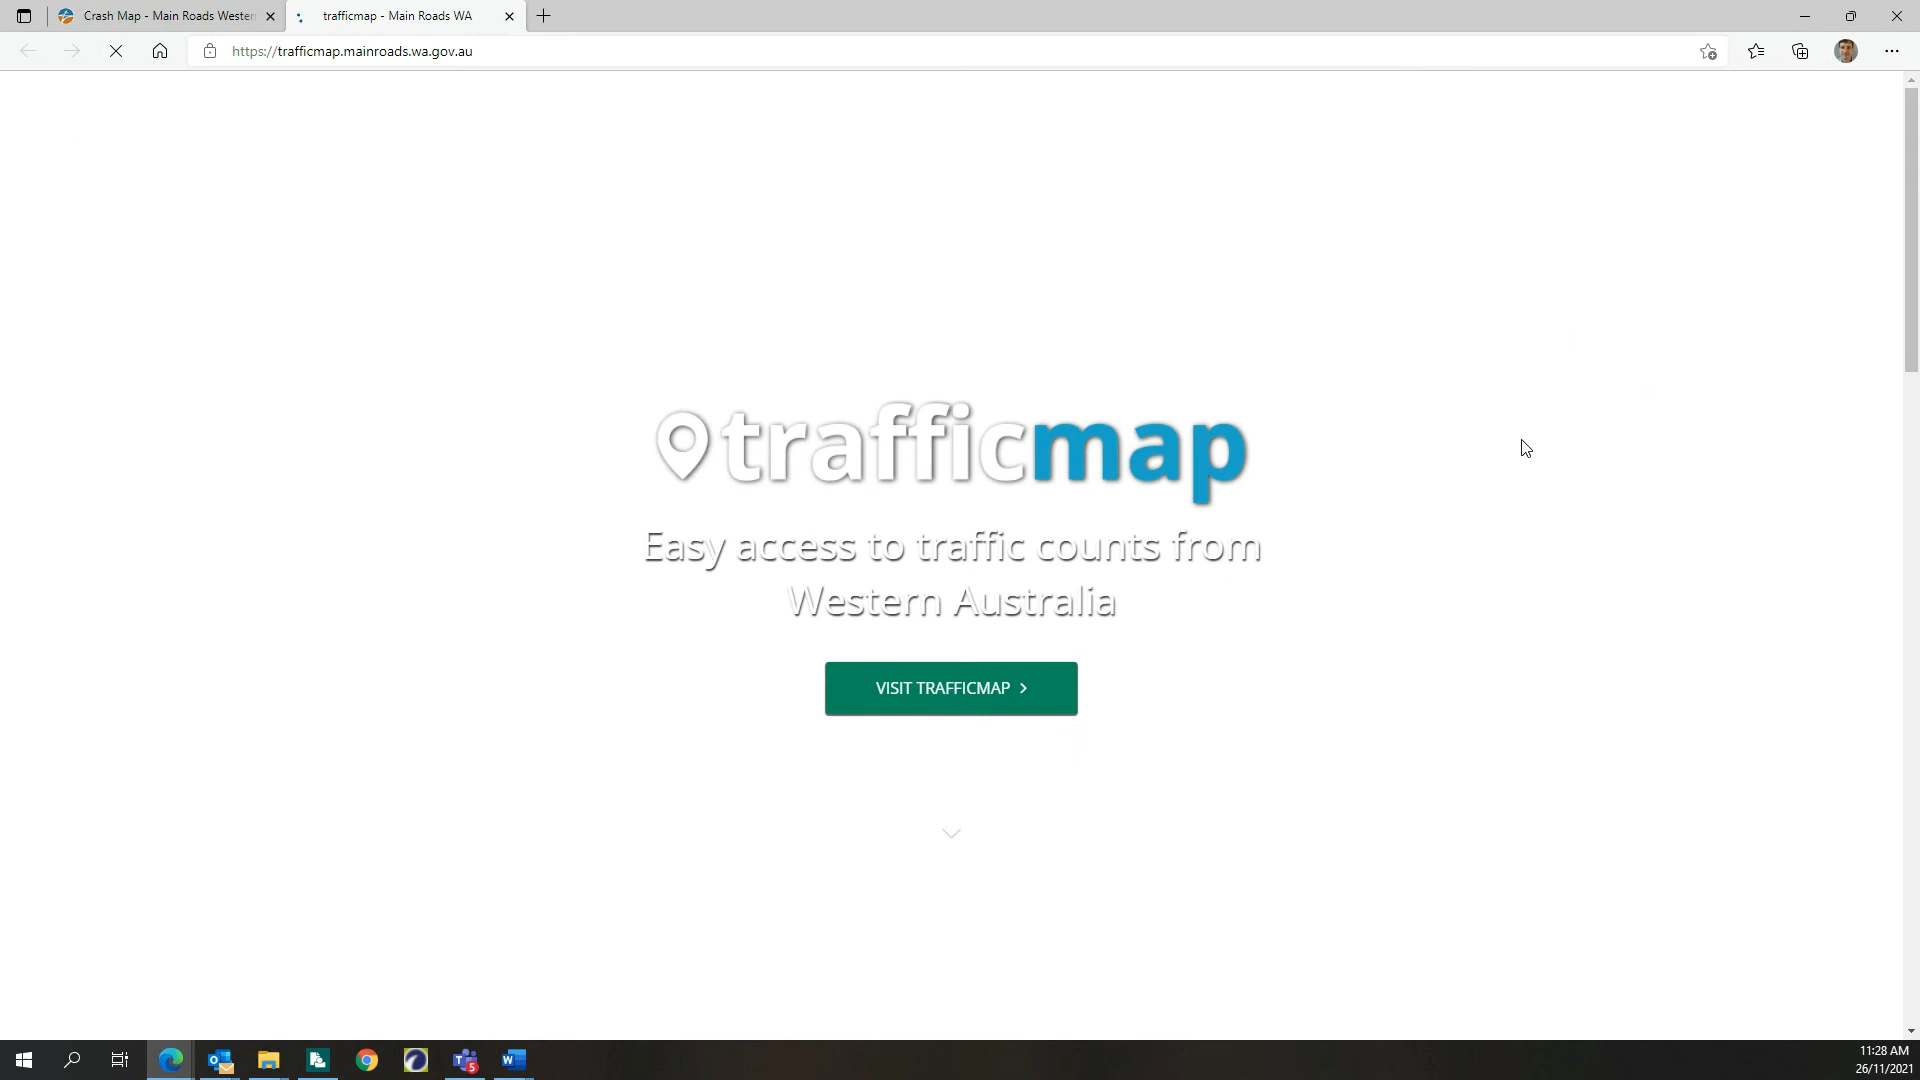 Crash Map - Main Roads Wester
trafficmap - Main Roads WA
https://trafficmap.mainroads.wa.gov.au
trafficmap
Easy access to traffic counts from
Western Australia
VISIT TRAFFICMAP
5
11:28 AM
26/11/2021